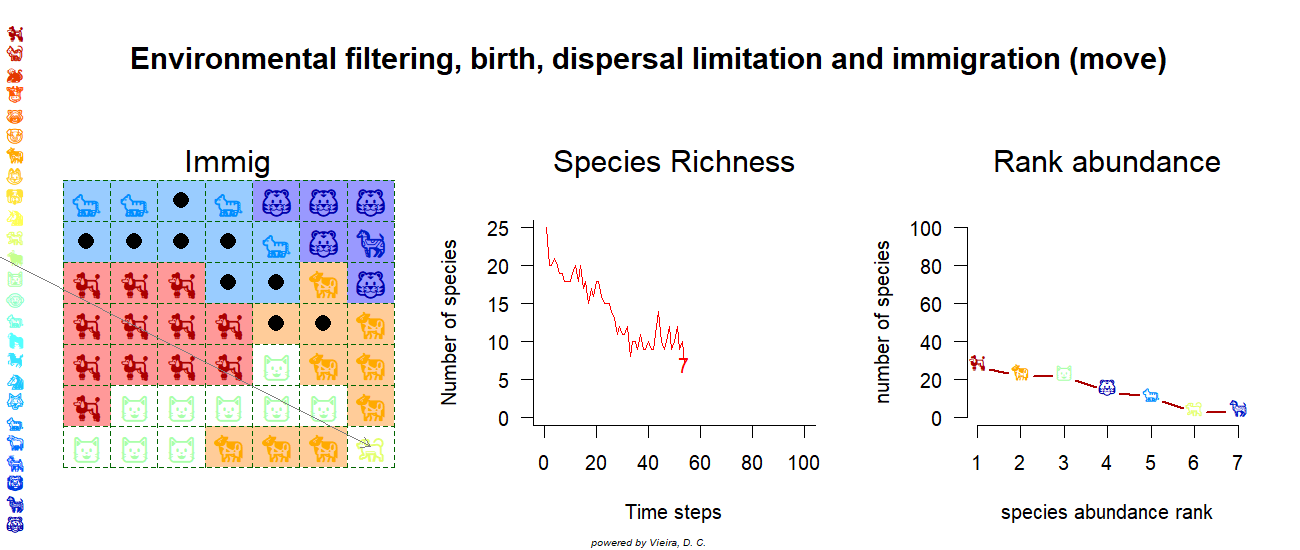 Environmental filtering, birth, dispersal limitation and immigration (move)
Immig
Species Richness
Rank abundance
Number of species
25
20
15
10
5
0
7
0 20 40 60 80 100
Time steps
number of species
100
80
60
40
20
0
1 2 3 4 5 6 7
species abundance rank
powered by Vieira, D. C.